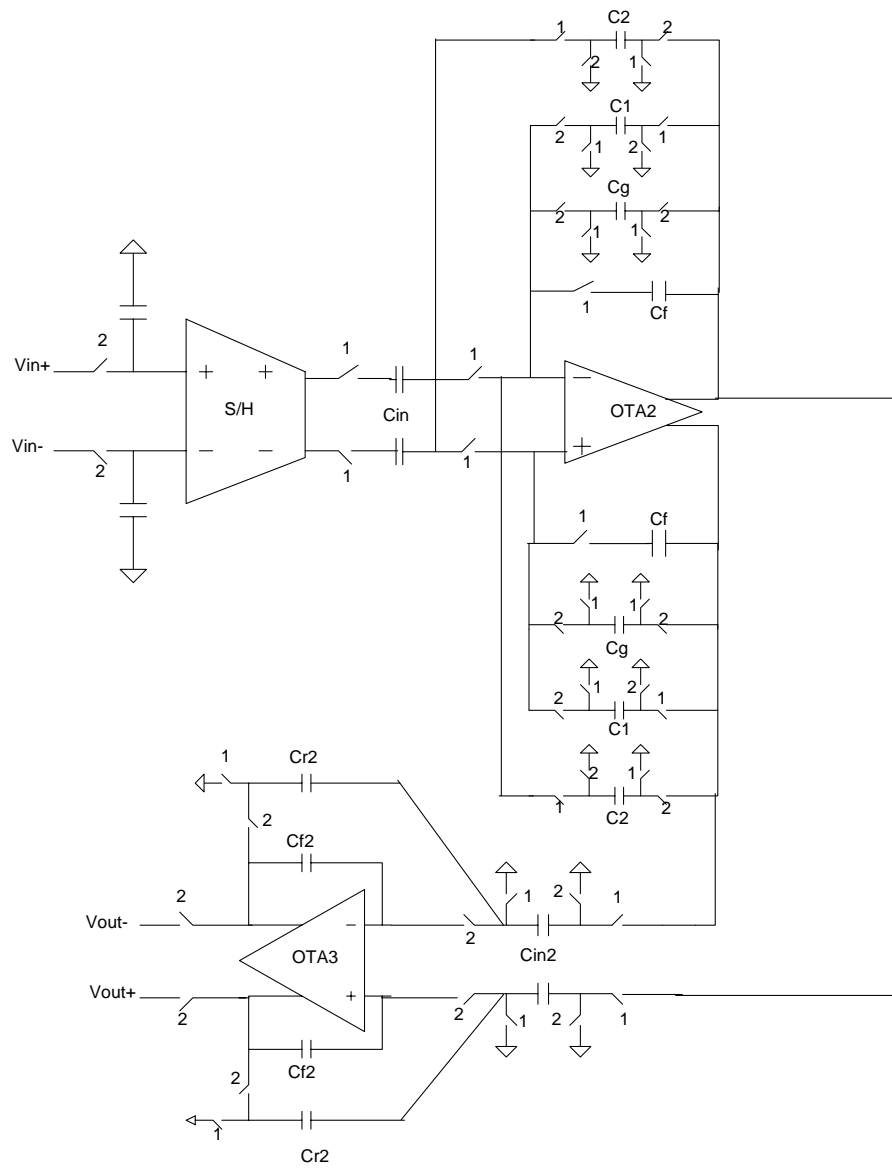 1 C2 2
2 1
C1
2 1
1 2
Cg
2 2
1 1
1 Cf
2 1 1
Vin+ + + −
S/H Cin OTA2
Vin- − − +
2 1 1
1 Cf
1 1
2 2
Cg
1 2
2 1
C1
2 1
1 2
C2
1 Cr2
2
Cf2
1 2 1
2
Vout- −
2
OTA3 Cin2
Vout+ +
2 2 1 2 1
Cf2
2
1
Cr2